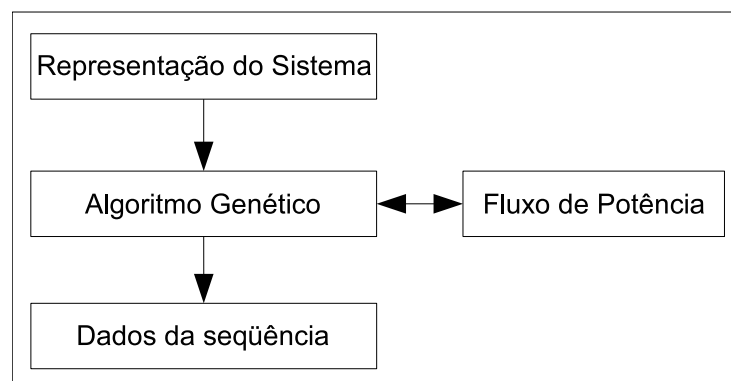 Representação do Sistema
Algoritmo Genético
Fluxo de Potência
Dados da seqüência